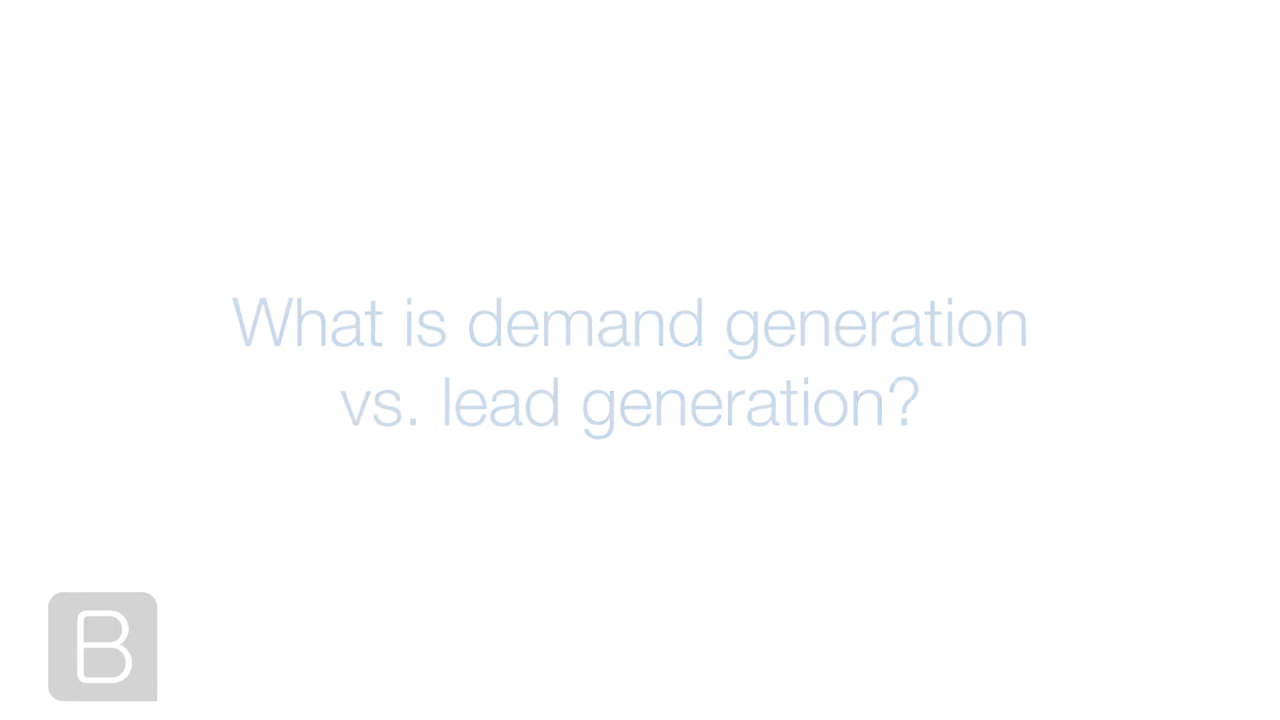 What is demand generation
vs. lead generation?
B